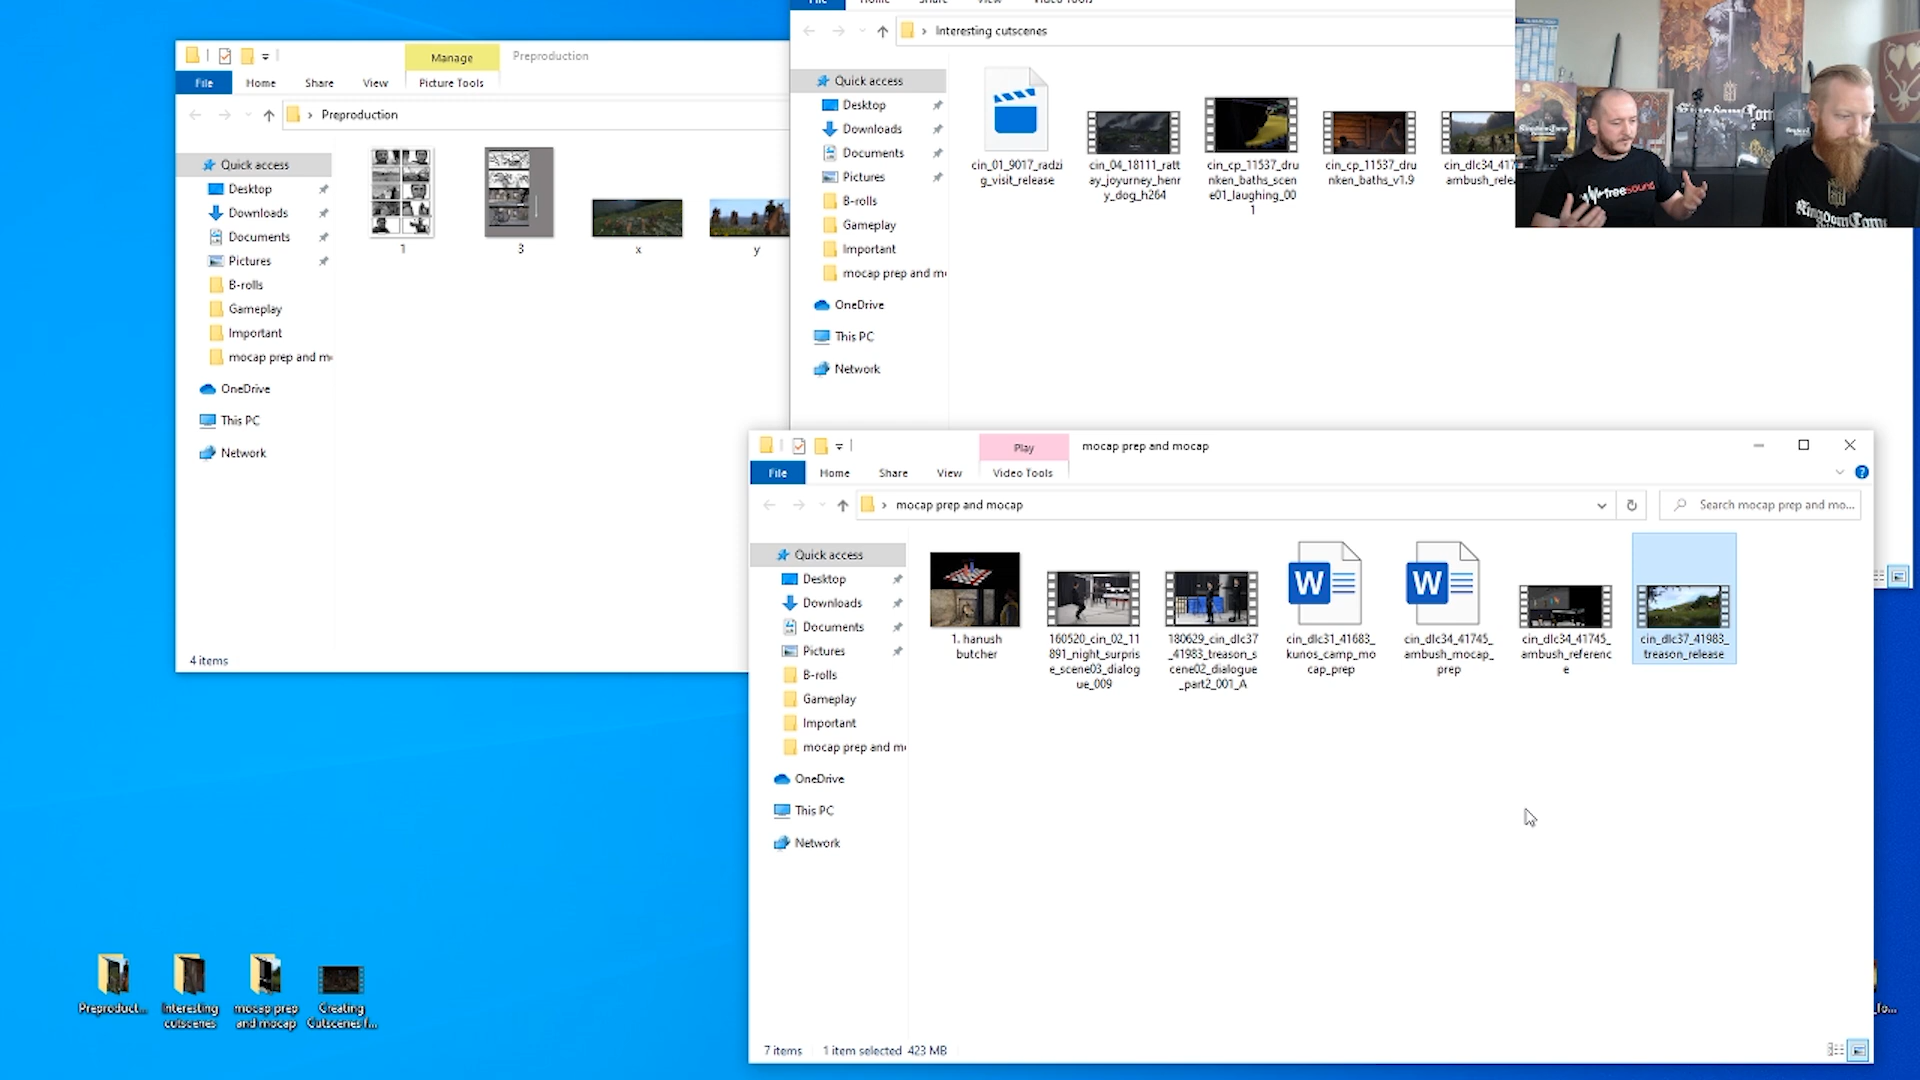 Manage
Preproduction
File
Home
Share
View
Picture Tools
Preproduction
Quick access
Desktop
Downloads
Documents
Pictures
B-rolls
Gameplay
Important
mocap prep and m
OneDrive
This PC
Network
1
3
x
y
4 items
File
Home
Share
View
Video Tools
Interesting cutscenes
Quick access
Desktop
Downloads
Documents
Pictures
B-rolls
Gameplay
Important
mocap prep and m
OneDrive
This PC
Network
cin_01_9017_radzi
g_visit_release
cin_04_18111_ratt
ay_joyurney_henr
y_dog_h264
cin_cp_11537_dru
nken_baths_scen
e01_laughing_00
1
cin_cp_11537_dru
nken_baths_v1.9
cin_dlc34_417
ambush_relea
freesound
Kingdom Come
Play
mocap prep and mocap
File
Home
Share
View
Video Tools
mocap prep and mocap
Search mocap prep and mo...
Quick access
Desktop
Downloads
Documents
Pictures
B-rolls
Gameplay
Important
mocap prep and m
OneDrive
This PC
Network
1. hanush
butcher
160520_cin_02_11
891_night_surpris
e_scene03_dialog
ue_009
180629_cin_dlc37
_41983_treason_s
cene02_dialogue
_part2_001_A
W
cin_dlc31_41683_
kunos_camp_mo
cap_prep
W
cin_dlc34_41745_
ambush_mocap_
prep
cin_dlc34_41745_
ambush_referenc
e
cin_dlc37_41983_
treason_release
7 items
1 item selected 423 MB
Preproduct...
Interesting
cutscenes
mocap prep
and mocap
Creating
Cutscenes f...
_fo...